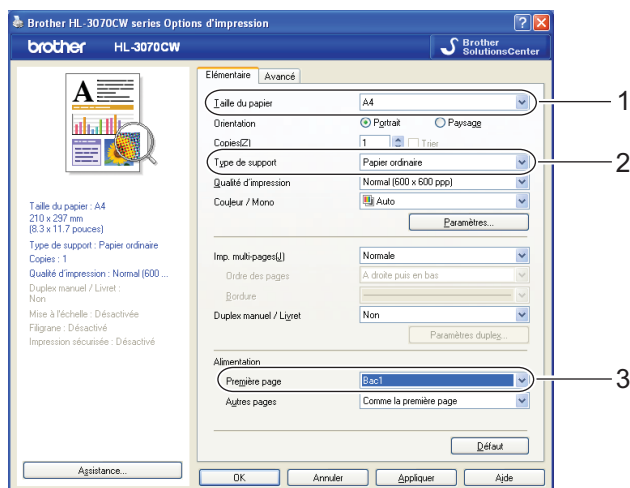 Brother HL-3070CW series Options d'impression
brother HL-3070CW
Brother SolutionsCenter
Élémentaire Avancé
Taille du papier A4 1
Orientation Portrait Paysage
Copies(Z) 1 Trier
Type de support Papier ordinaire 2
Qualité d'impression Normal (600 x 600 ppp)
Couleur / Mono Auto
Paramètres...
Taille du papier : A4
210 x 297 mm
(8.3 x 11.7 pouces)
Type de support : Papier ordinaire
Copies : 1
Qualité d'impression : Normal (600 ...
Duplex manuel / Livret :
Non
Mise à l'échelle : Désactivée
Filigrane : Désactivé
Impression sécurisée : Désactivé
Imp. multi-pages(J) Normale
Ordre des pages A droite puis en bas
Bordure
Duplex manuel / Livret Non
Paramètres duplex...
Alimentation
Première page Bac1 3
Autres pages Comme la première page
Défaut
Assistance...
OK Annuler Appliquer Aide